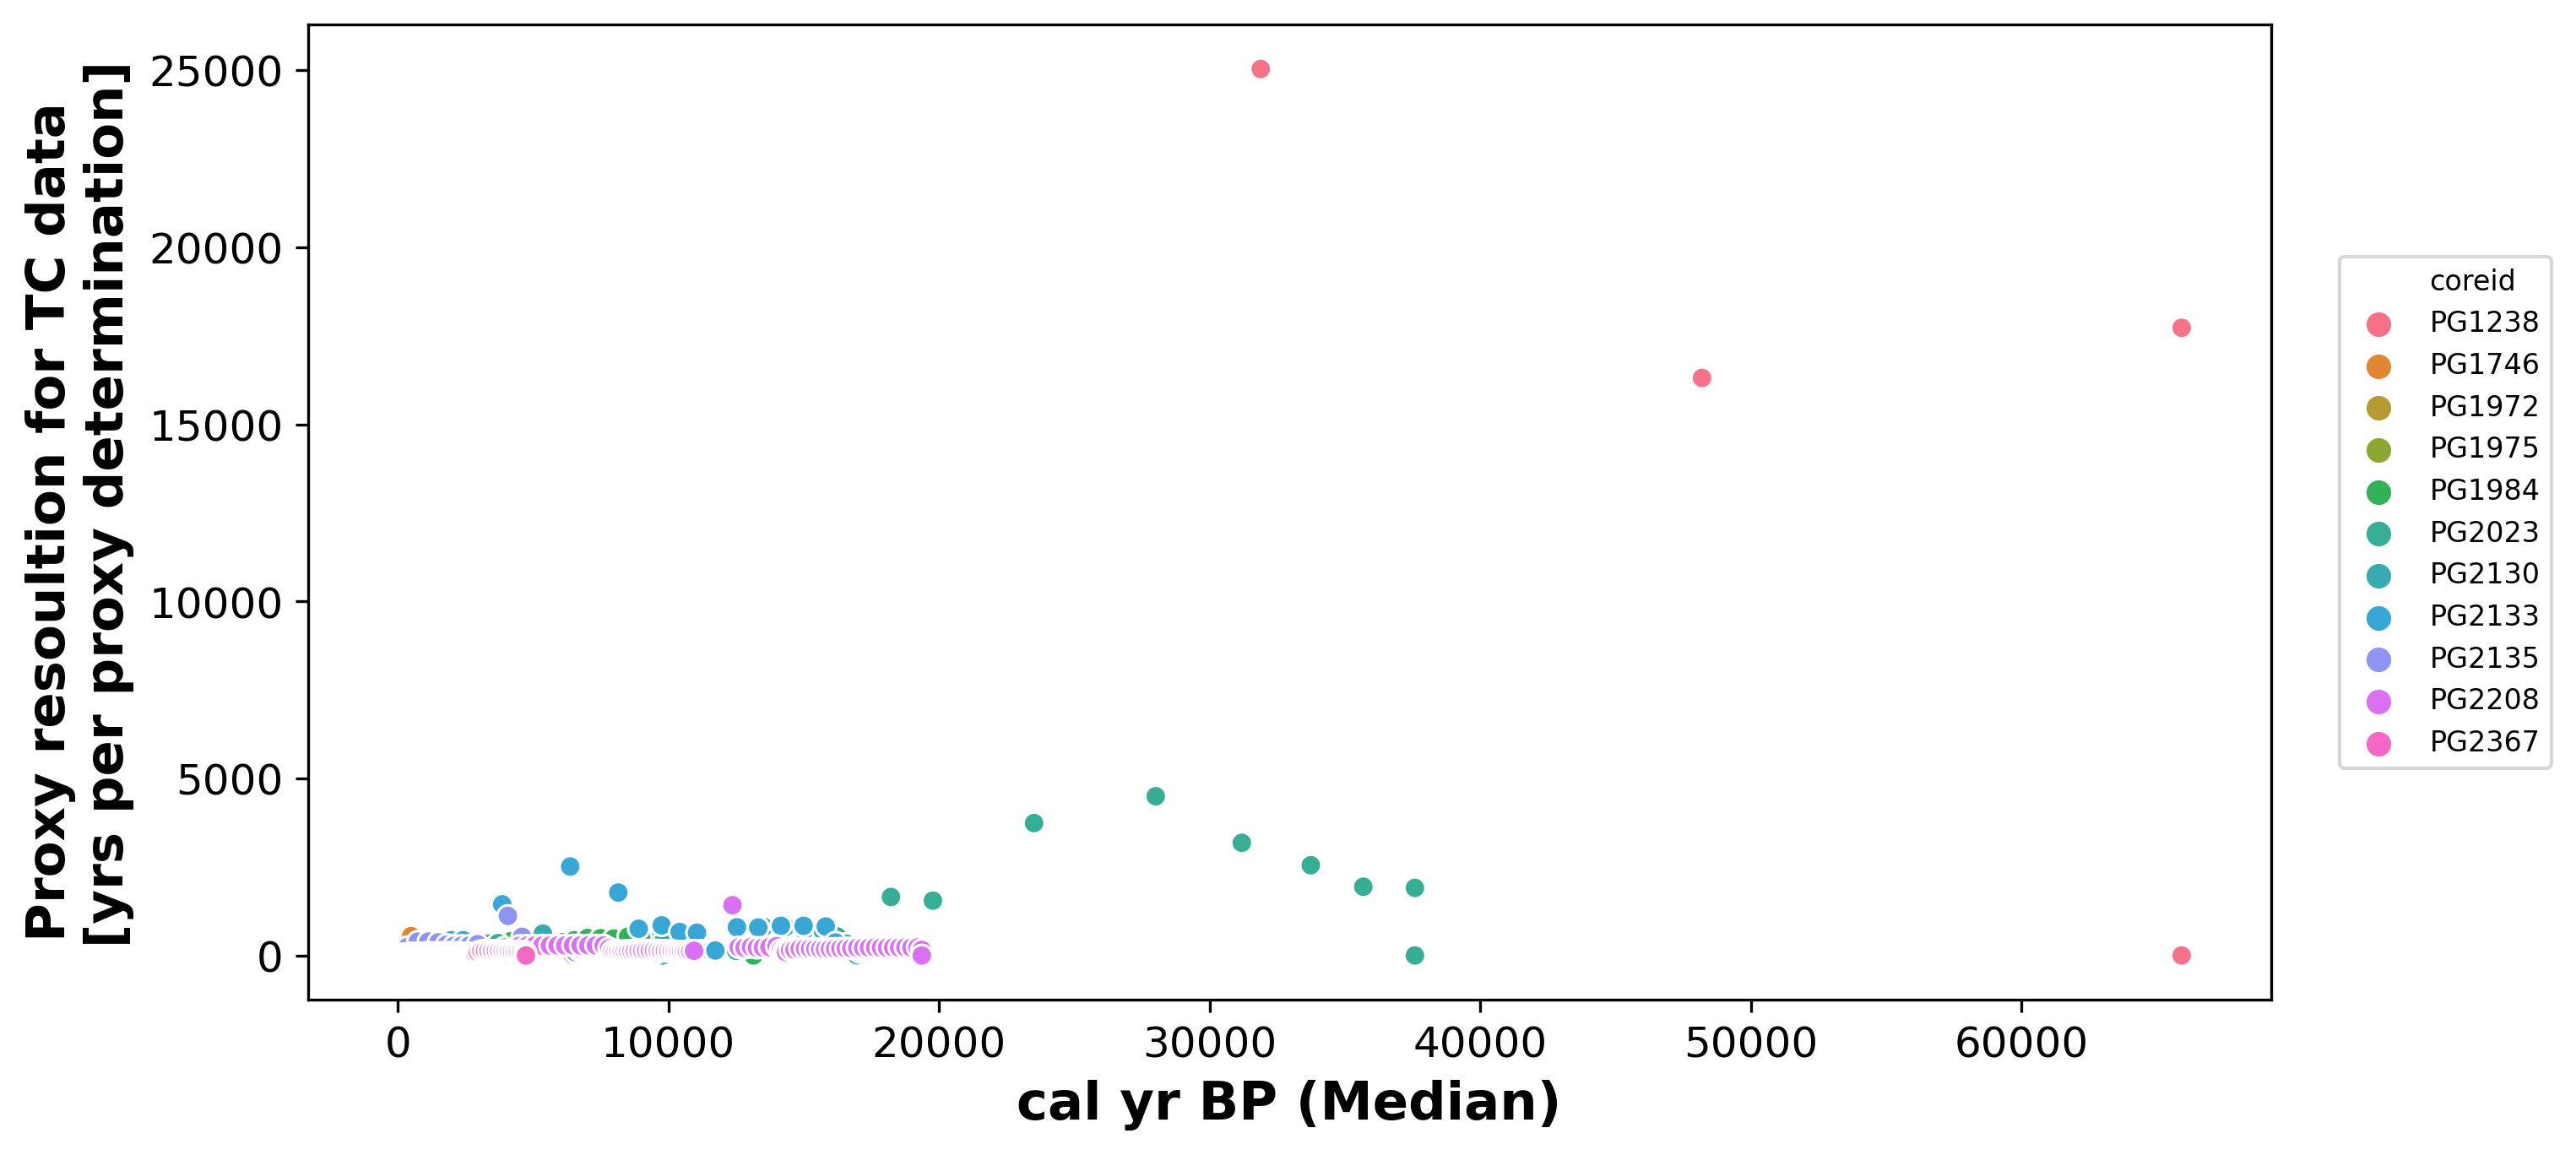 Proxy resoultion for TC data
[yrs per proxy determination]
25000
20000
15000
10000
5000
0
0
10000
20000
30000
40000
50000
60000
cal yr BP (Median)
coreid
PG1238
PG1746
PG1972
PG1975
PG1984
PG2023
PG2130
PG2133
PG2135
PG2208
PG2367